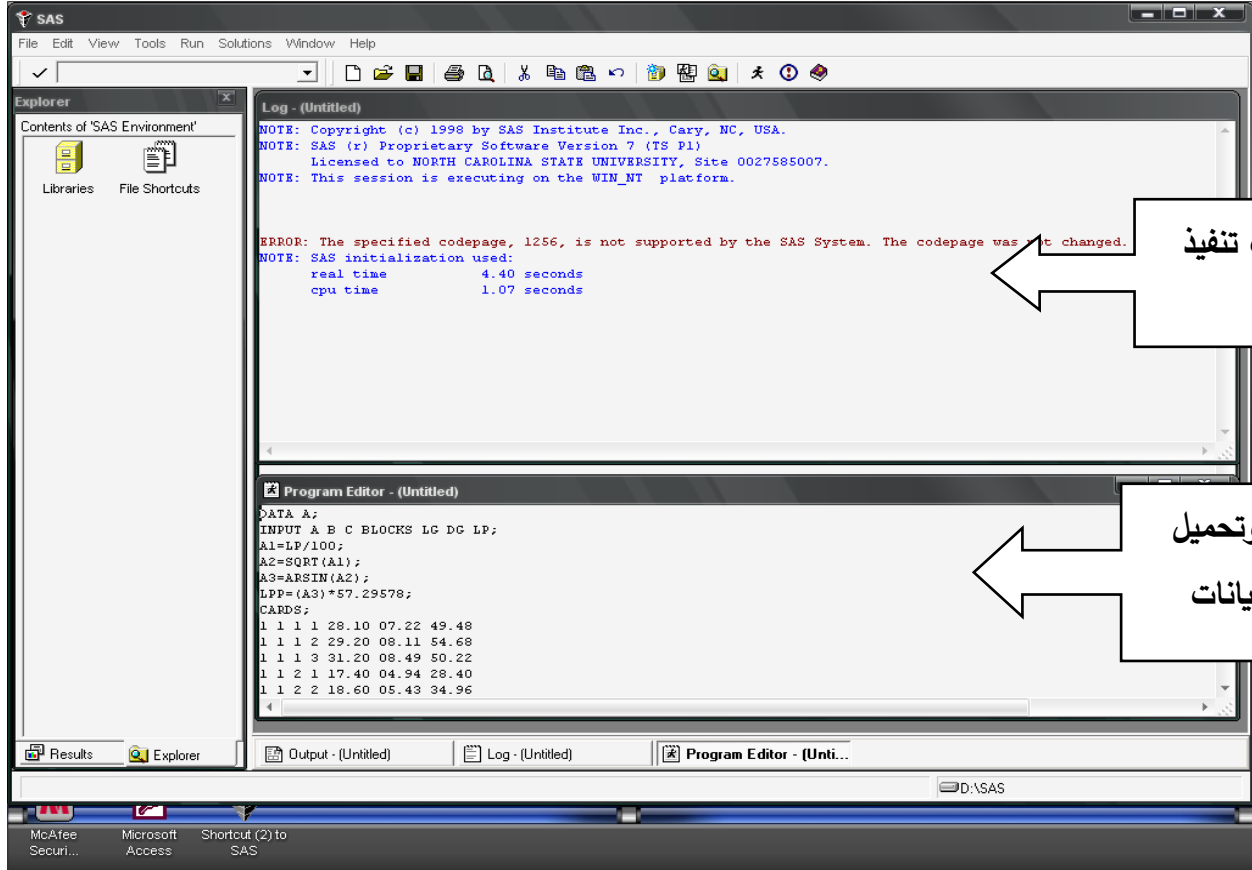 SAS
File Edit View Tools Run Solutions Window Help
Explorer
Contents of 'SAS Environment'
Libraries File Shortcuts
Log - (Untitled)
NOTE: Copyright (c) 1998 by SAS Institute Inc., Cary, NC, USA.
NOTE: SAS (r) Proprietary Software Version 7 (TS P1)
Licensed to NORTH CAROLINA STATE UNIVERSITY, Site 0027585007.
NOTE: This session is executing on the WIN_NT platform.
ERROR: The specified codepage, 1256, is not supported by the SAS System. The codepage was not changed.
NOTE: SAS initialization used:
real time 4.40 seconds
cpu time 1.07 seconds
تنفيذ
Program Editor - (Untitled)
DATA A;
INPUT A B C BLOCKS LG DG LP;
A1=LP/100;
A2=SQRT(A1);
A3=ARSIN(A2);
LPP=(A3)*57.29578;
CARDS;
1 1 1 1 28.10 07.22 49.48
1 1 1 2 29.20 08.11 54.68
1 1 1 3 31.20 08.49 50.22
1 1 2 1 17.40 04.94 28.40
1 1 2 2 18.60 05.43 34.96
وتحميل
يانات
Results Explorer
Output - (Untitled) Log - (Untitled) Program Editor - (Unti...
D:\SAS
McAfee Securi... Microsoft Access Shortcut (2) to SAS